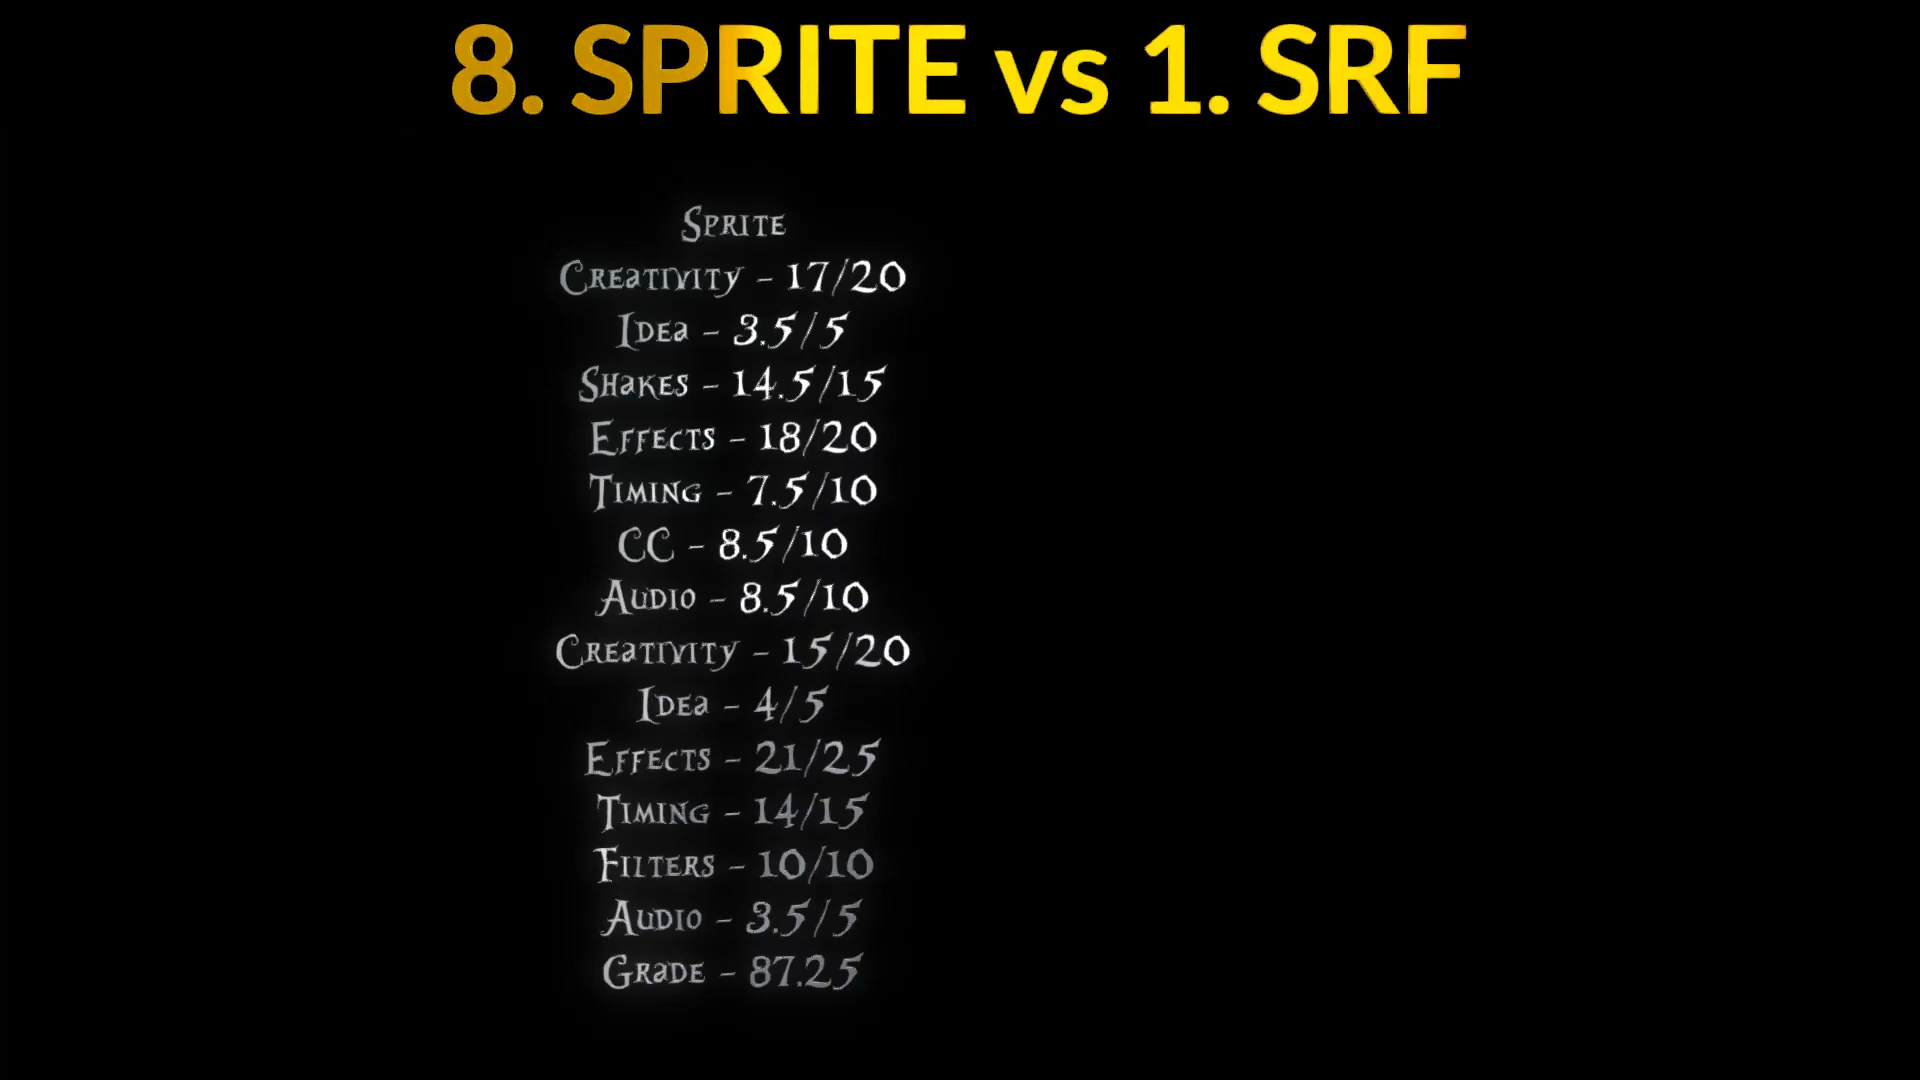 8. SPRITE vs 1. SRF
Sprite
Creativity - 17/20
Idea - 3.5/5
Shakes - 14.5/15
Effects - 18/20
Timing - 7.5/10
CC - 8.5/10
Audio - 8.5/10
Creativity - 15/20
Idea - 4/5
Effects - 21/25
Timing - 14/15
Filters - 10/10
Audio - 3.5/5
Grade - 87.25